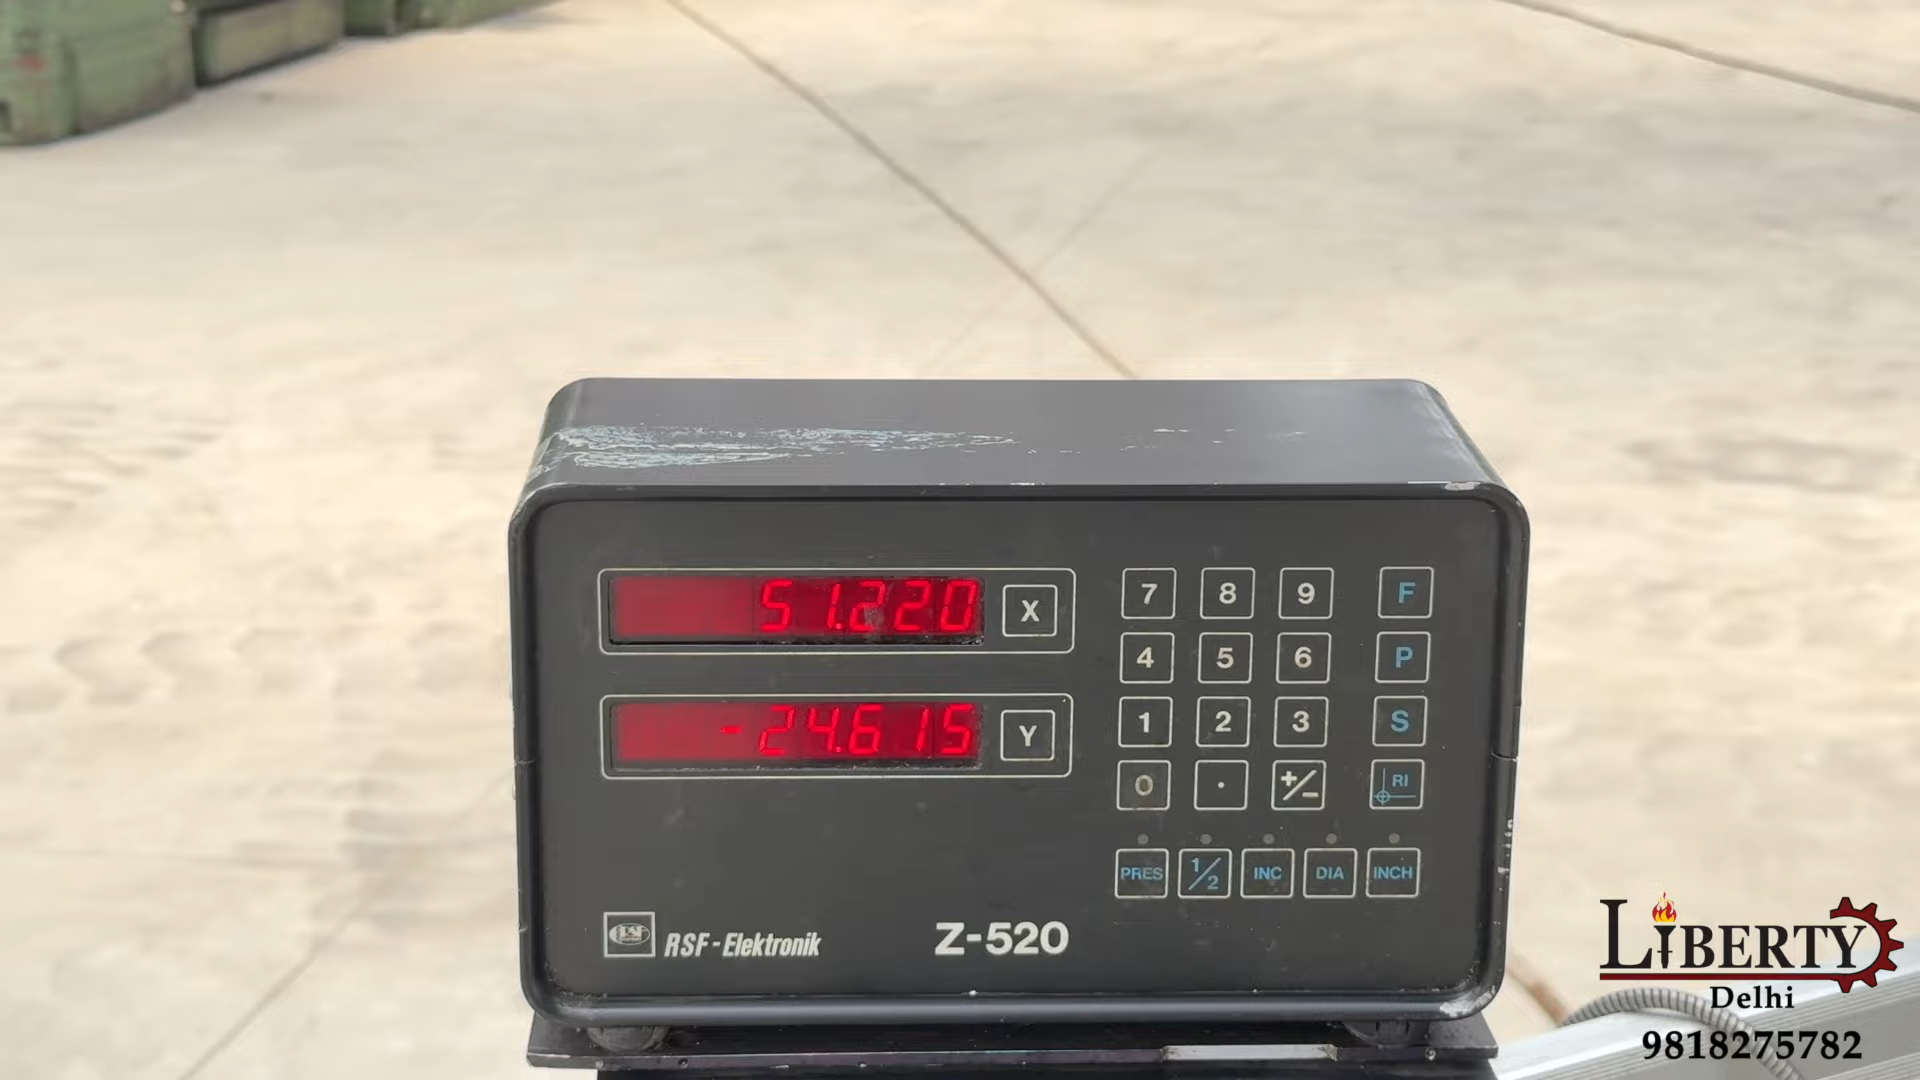 51.220 X
-24.615 Y
7 8 9 F
4 5 6 P
1 2 3 S
0 . +/- RI
PRES 1/2 INC DIA INCH
RSF-Elektronik Z-520
LiBERTY
Delhi
9818275782